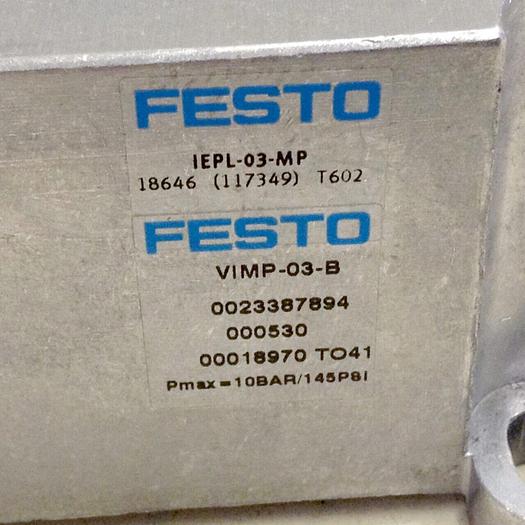 FESTO
IEPL-03-MP
18646 (117349) T602
FESTO
VIMP-03-B
0023387894
000530
00018970 TO41
Pmax=10BAR/145PSI